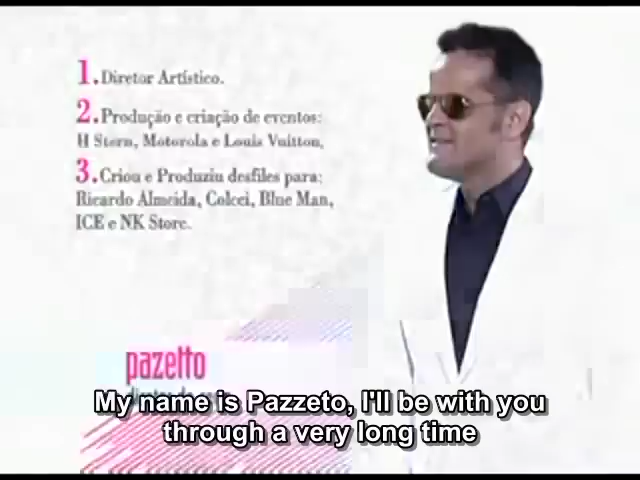 1. Diretor Artístico.
2. Produção e criação de eventos:
H Stern, Motorola e Louis Vuitton,
3. Criou e Produziu desfiles para:
Ricardo Almeida, Colcci, Blue Man,
ICE e NK Store.
pazetto
My name is Pazzeto, I'll be with you
through a very long time